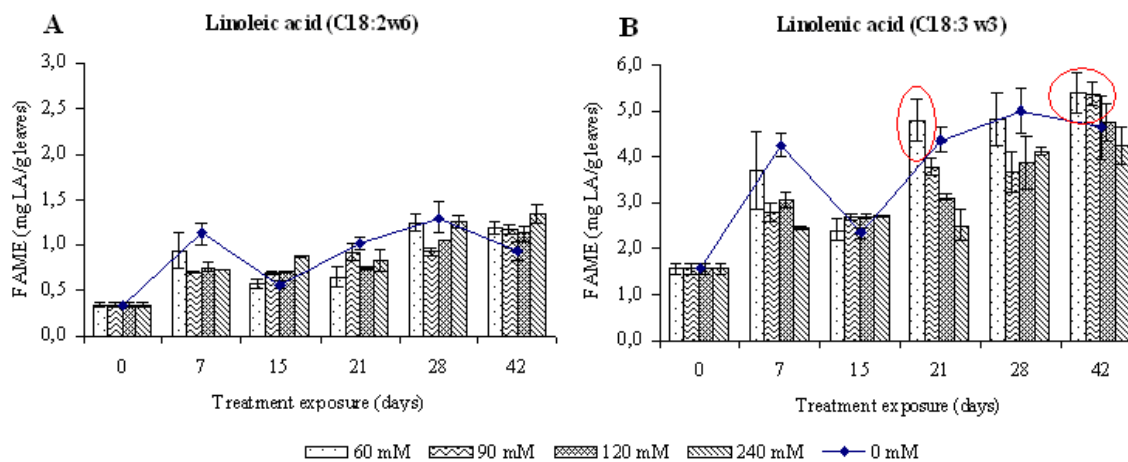 A
Linoleic acid (C18:2w6)
FAME (mg LA/gleaves)
3,0
2,5
2,0
1,5
1,0
0,5
0,0
0 7 15 21 28 42
Treatment exposure (days)
B
Linolenic acid (C18:3 w3)
FAME (mg LA/gleaves)
6,0
5,0
4,0
3,0
2,0
1,0
0,0
0 7 15 21 28 42
Treatment exposure (days)
60 mM 90 mM 120 mM 240 mM 0 mM